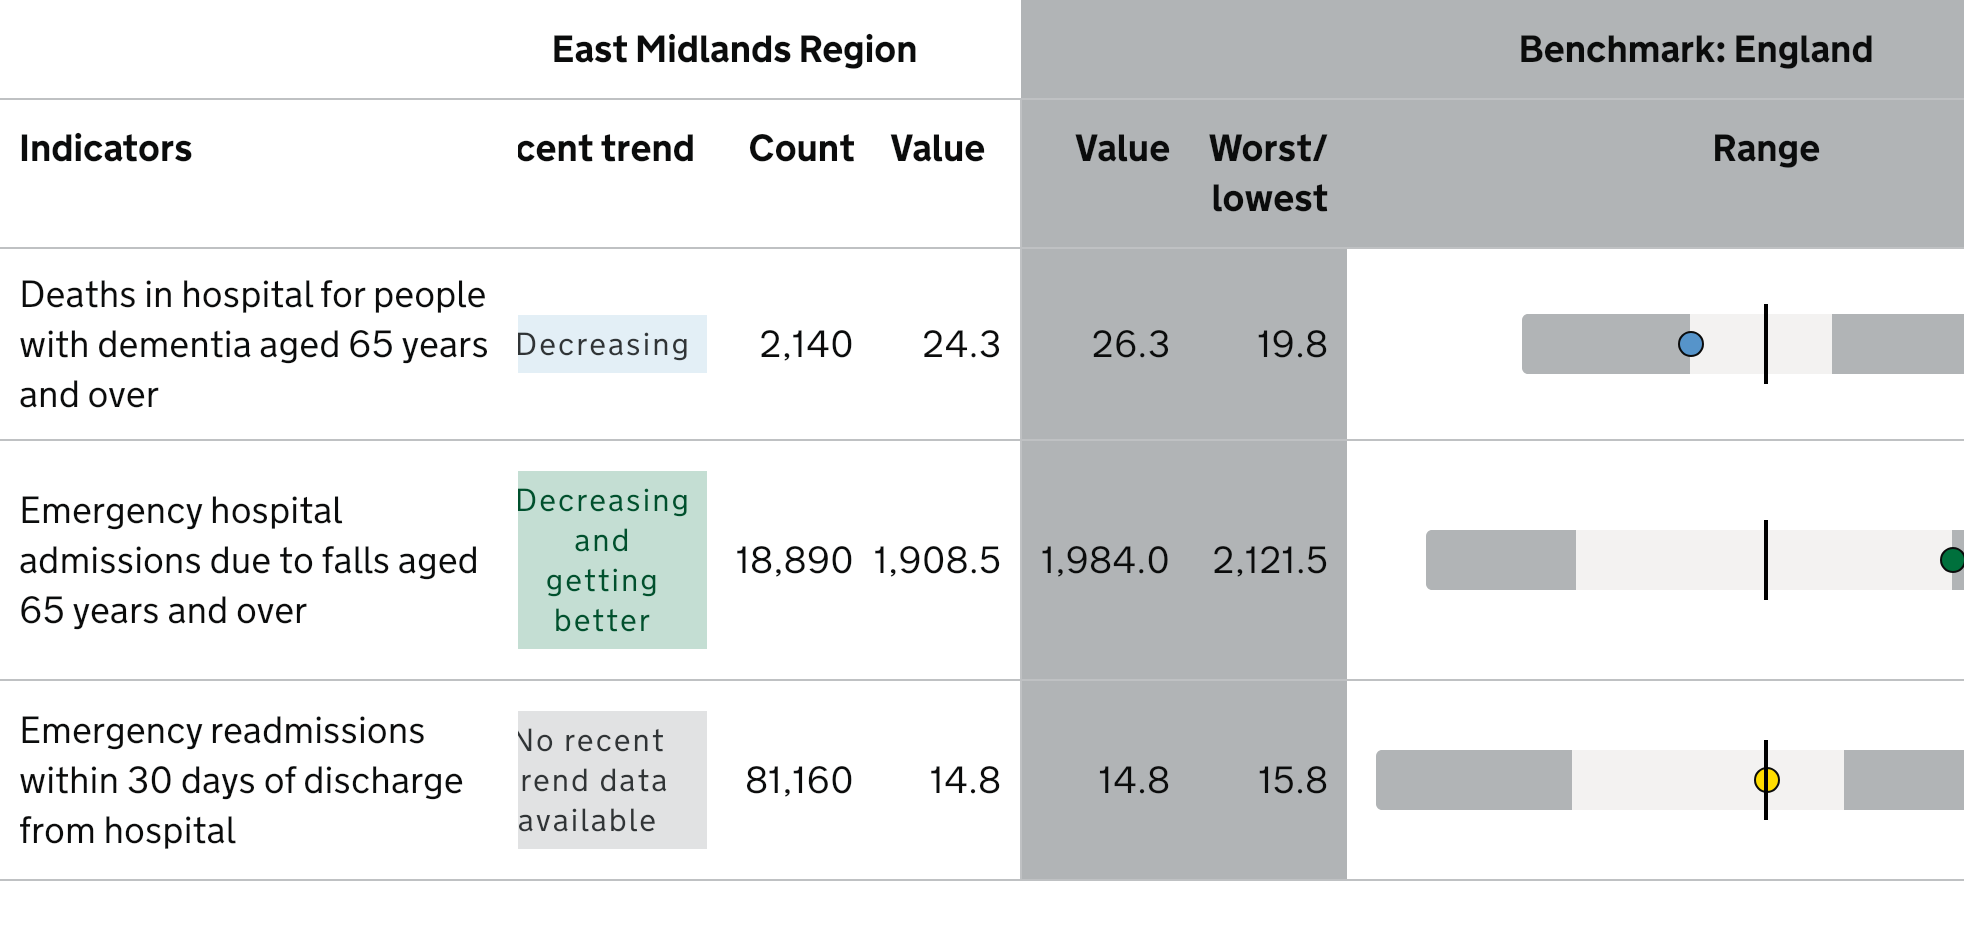 East Midlands Region Benchmark: England
Indicators cent trend Count Value Value Worst/ Range
lowest
Deaths in hospital for people
with dementia aged 65 years Decreasing 2,140 24.3 26.3 19.8
and over
Emergency hospital Decreasing
admissions due to falls aged and 18,890 1,908.5 1,984.0 2,121.5
65 years and over getting
better
Emergency readmissions No recent
within 30 days of discharge rend data 81,160 14.8 14.8 15.8
from hospital available